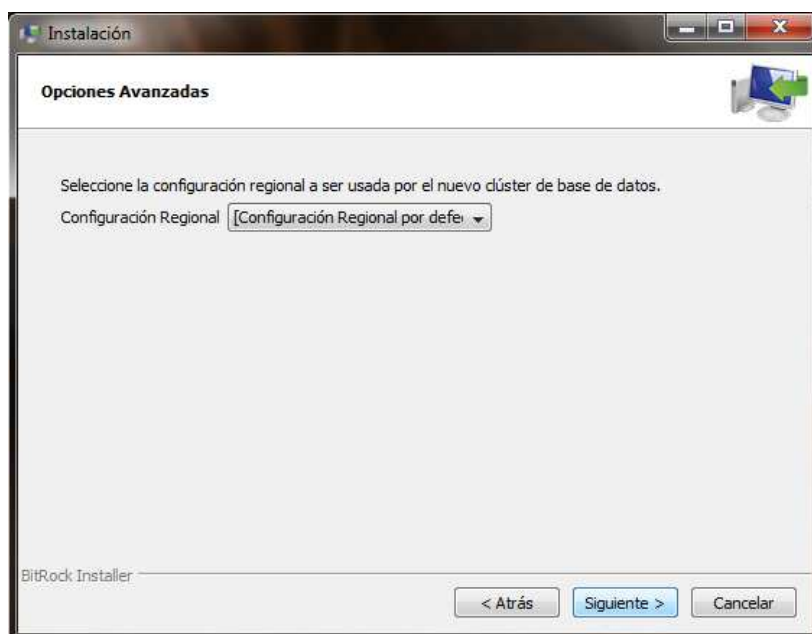 Instalación
Opciones Avanzadas
Seleccione la configuración regional a ser usada por el nuevo clúster de base de datos.
Configuración Regional [Configuración Regional por defe
BitRock Installer
< Atrás Siguiente > Cancelar